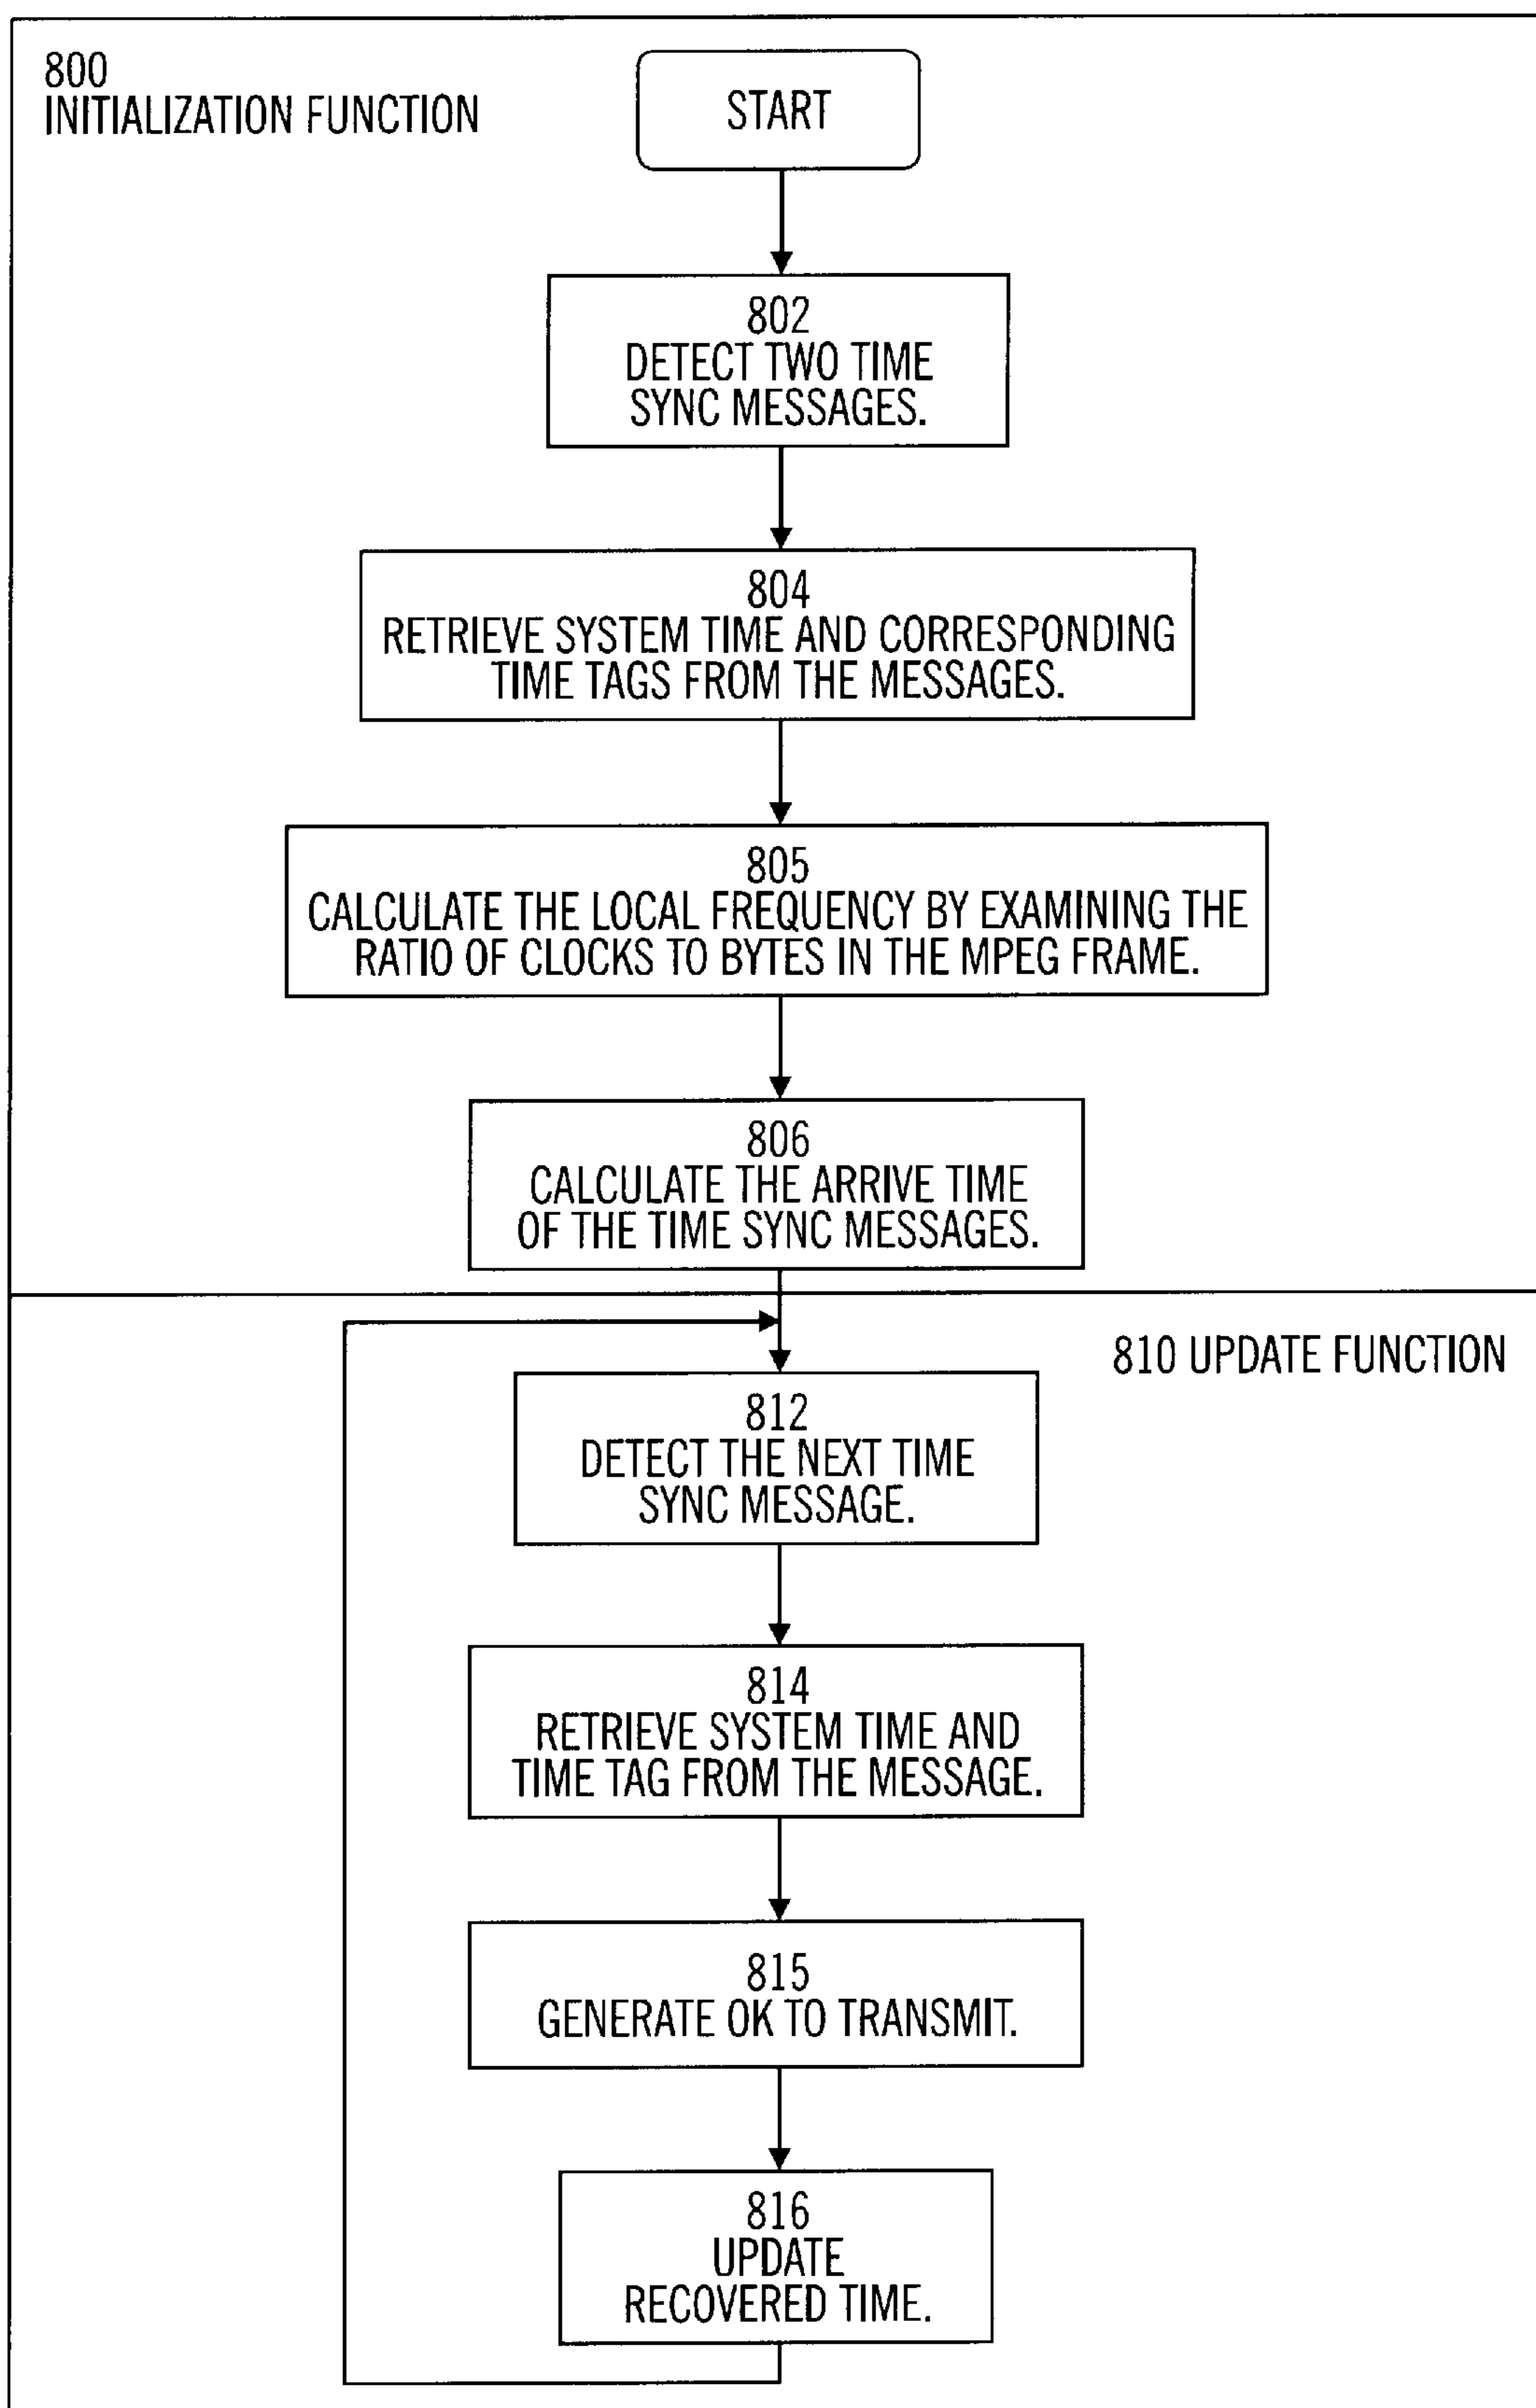 800
INITIALIZATION FUNCTION
START
802
DETECT TWO TIME
SYNC MESSAGES.
804
RETRIEVE SYSTEM TIME AND CORRESPONDING
TIME TAGS FROM THE MESSAGES.
805
CALCULATE THE LOCAL FREQUENCY BY EXAMINING THE
RATIO OF CLOCKS TO BYTES IN THE MPEG FRAME.
806
CALCULATE THE ARRIVE TIME
OF THE TIME SYNC MESSAGES.
810 UPDATE FUNCTION
812
DETECT THE NEXT TIME
SYNC MESSAGE.
814
RETRIEVE SYSTEM TIME AND
TIME TAG FROM THE MESSAGE.
815
GENERATE OK TO TRANSMIT.
816
UPDATE
RECOVERED TIME.